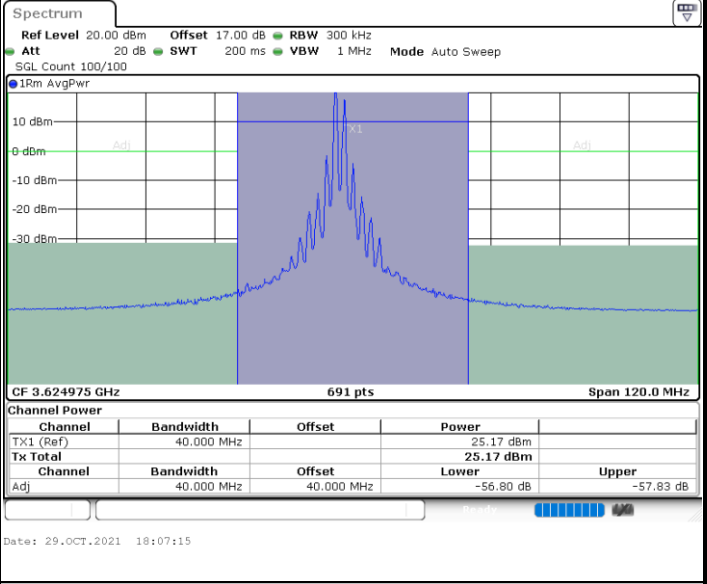 Spectrum
Ref Level 20.00 dBm Offset 17.00 dB RBW 300 kHz
Att 20 dB SWT 200 ms VBW 1 MHz Mode Auto Sweep
SGL Count 100/100
1Rm AvgPwr
10 dBm
X1
Adj
Adj
0 dBm
-10 dBm
-20 dBm
-30 dBm
CF 3.624975 GHz 691 pts Span 120.0 MHz
Channel Power
Channel Bandwidth Offset Power
TX1 (Ref) 40.000 MHz 25.17 dBm
Tx Total 25.17 dBm
Channel Bandwidth Offset Lower Upper
Adj 40.000 MHz 40.000 MHz -56.80 dB -57.83 dB
Ready
Date: 29.OCT.2021 18:07:15